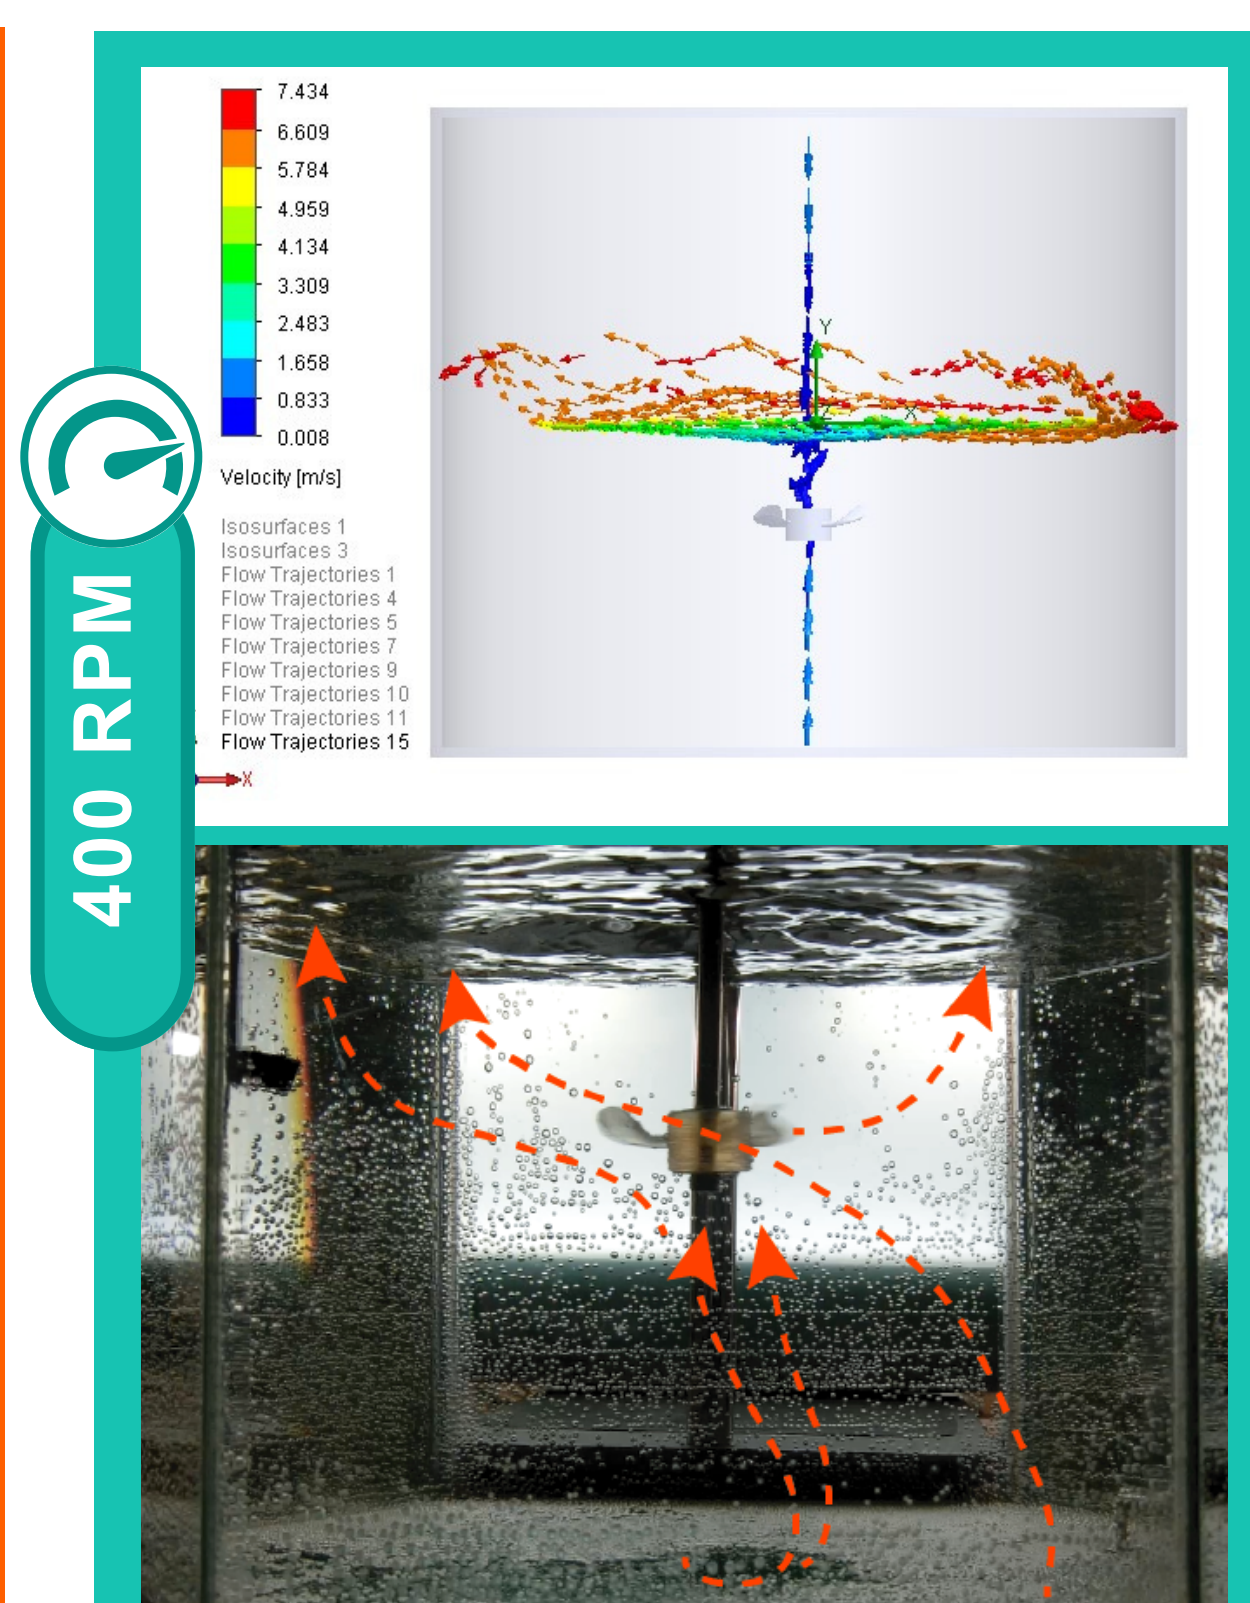 7.434
6.609
5.784
4.959
4.134
3.309
2.483
1.658
0.833
0.008
Velocity [m/s]
Isosurfaces 1
Isosurfaces 3
Flow Trajectories 1
Flow Trajectories 4
Flow Trajectories 5
Flow Trajectories 7
Flow Trajectories 9
Flow Trajectories 10
Flow Trajectories 11
Flow Trajectories 15
X
Y
X
400 RPM